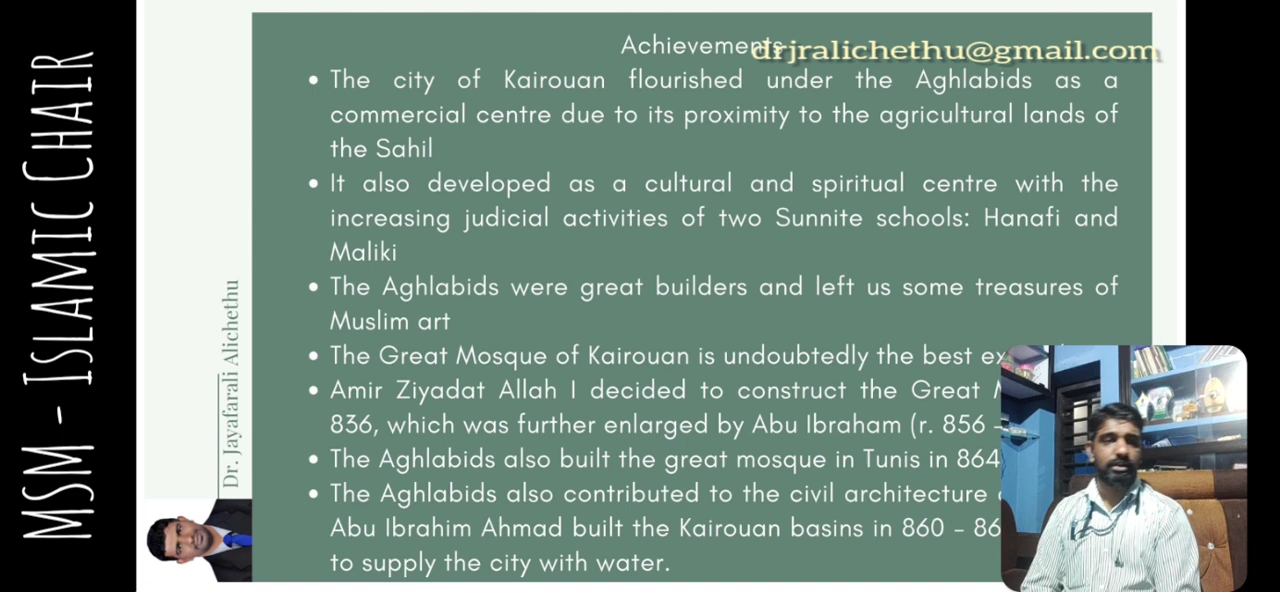 MSM - ISLAMIC CHAIR
Dr. Jayafarali Alichethu
Achievements
drjralichethu@gmail.com
• The city of Kairouan flourished under the Aghlabids as a
commercial centre due to its proximity to the agricultural lands of
the Sahil
• It also developed as a cultural and spiritual centre with the
increasing judicial activities of two Sunnite schools: Hanafi and
Maliki
• The Aghlabids were great builders and left us some treasures of
Muslim art
• The Great Mosque of Kairouan is undoubtedly the best
• Amir Ziyadat Allah I decided to construct the Great
836, which was further enlarged by Abu Ibraham (r. 856 -
• The Aghlabids also built the great mosque in Tunis in 864
• The Aghlabids also contributed to the civil architecture
Abu Ibrahim Ahmad built the Kairouan basins in 860 -
to supply the city with water.